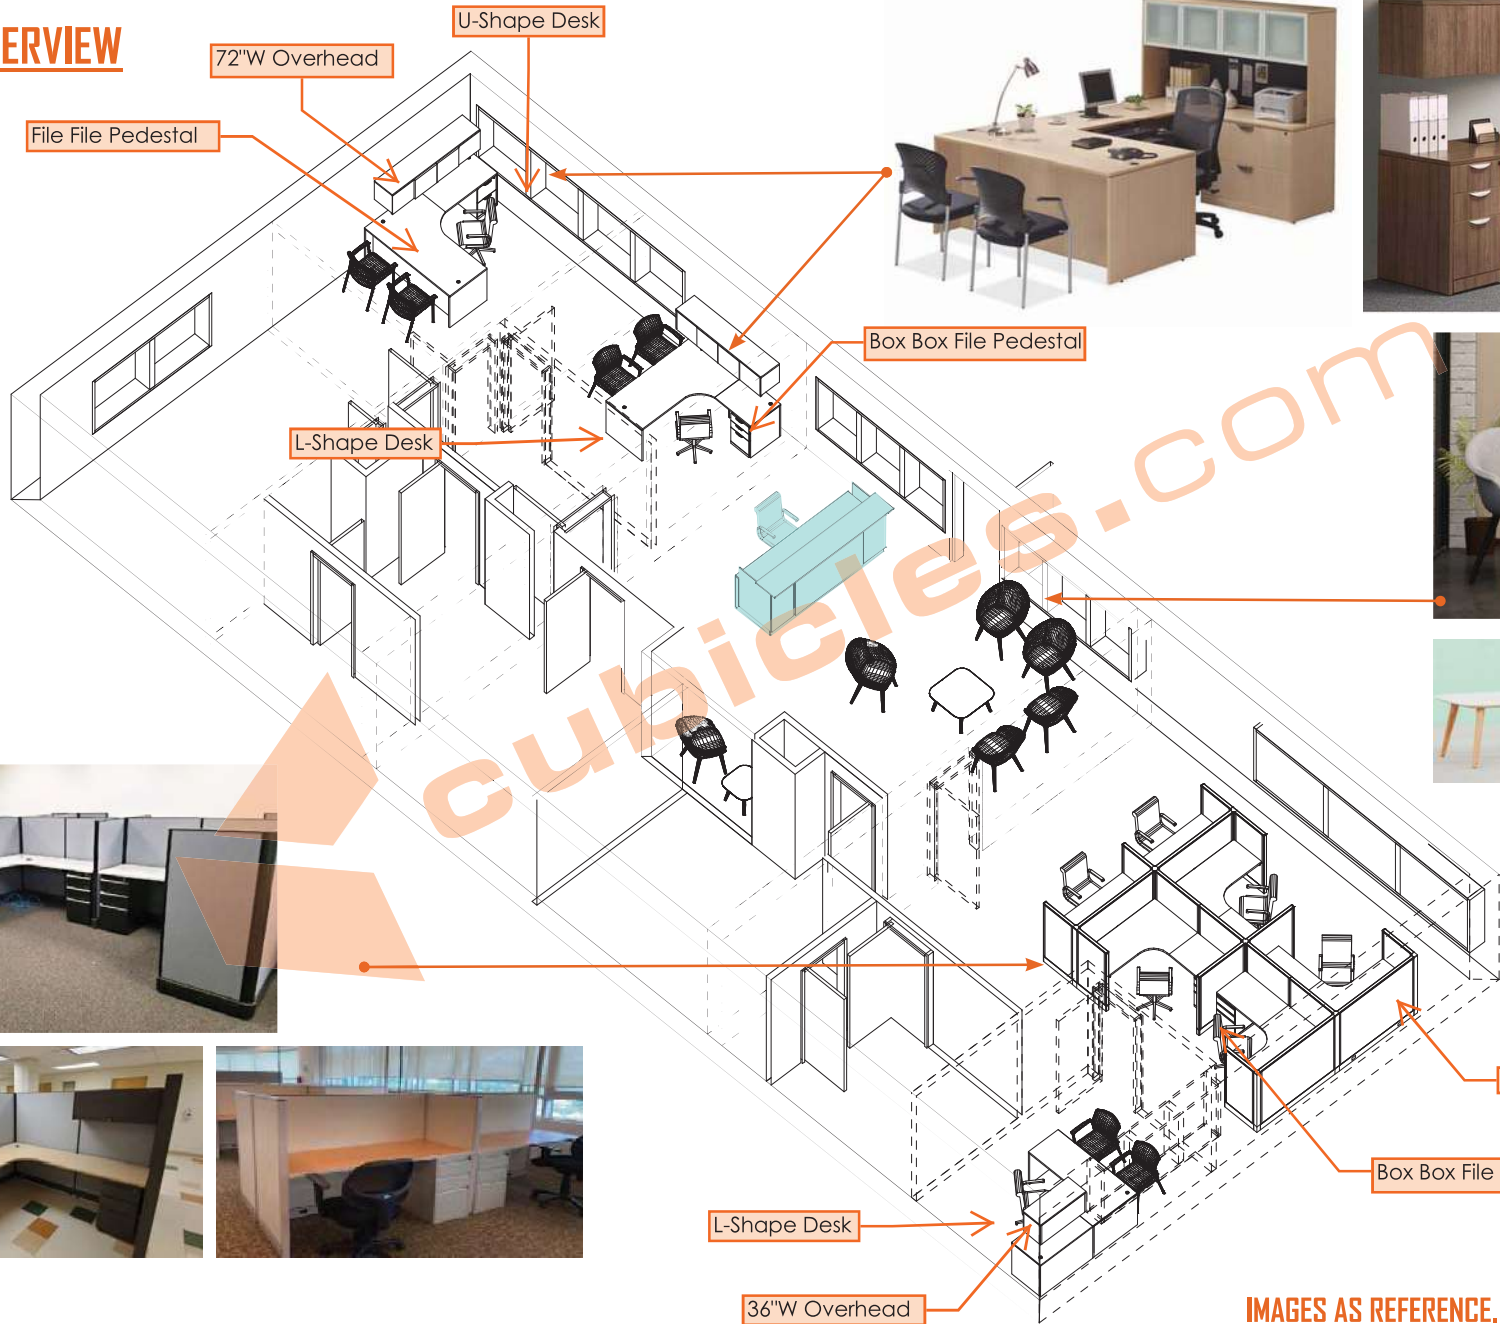 ERVIEW
U-Shape Desk
72"W Overhead
File File Pedestal
Box Box File Pedestal
L-Shape Desk
cubicles.com
Box Box File
L-Shape Desk
36"W Overhead
IMAGES AS REFERENCE.